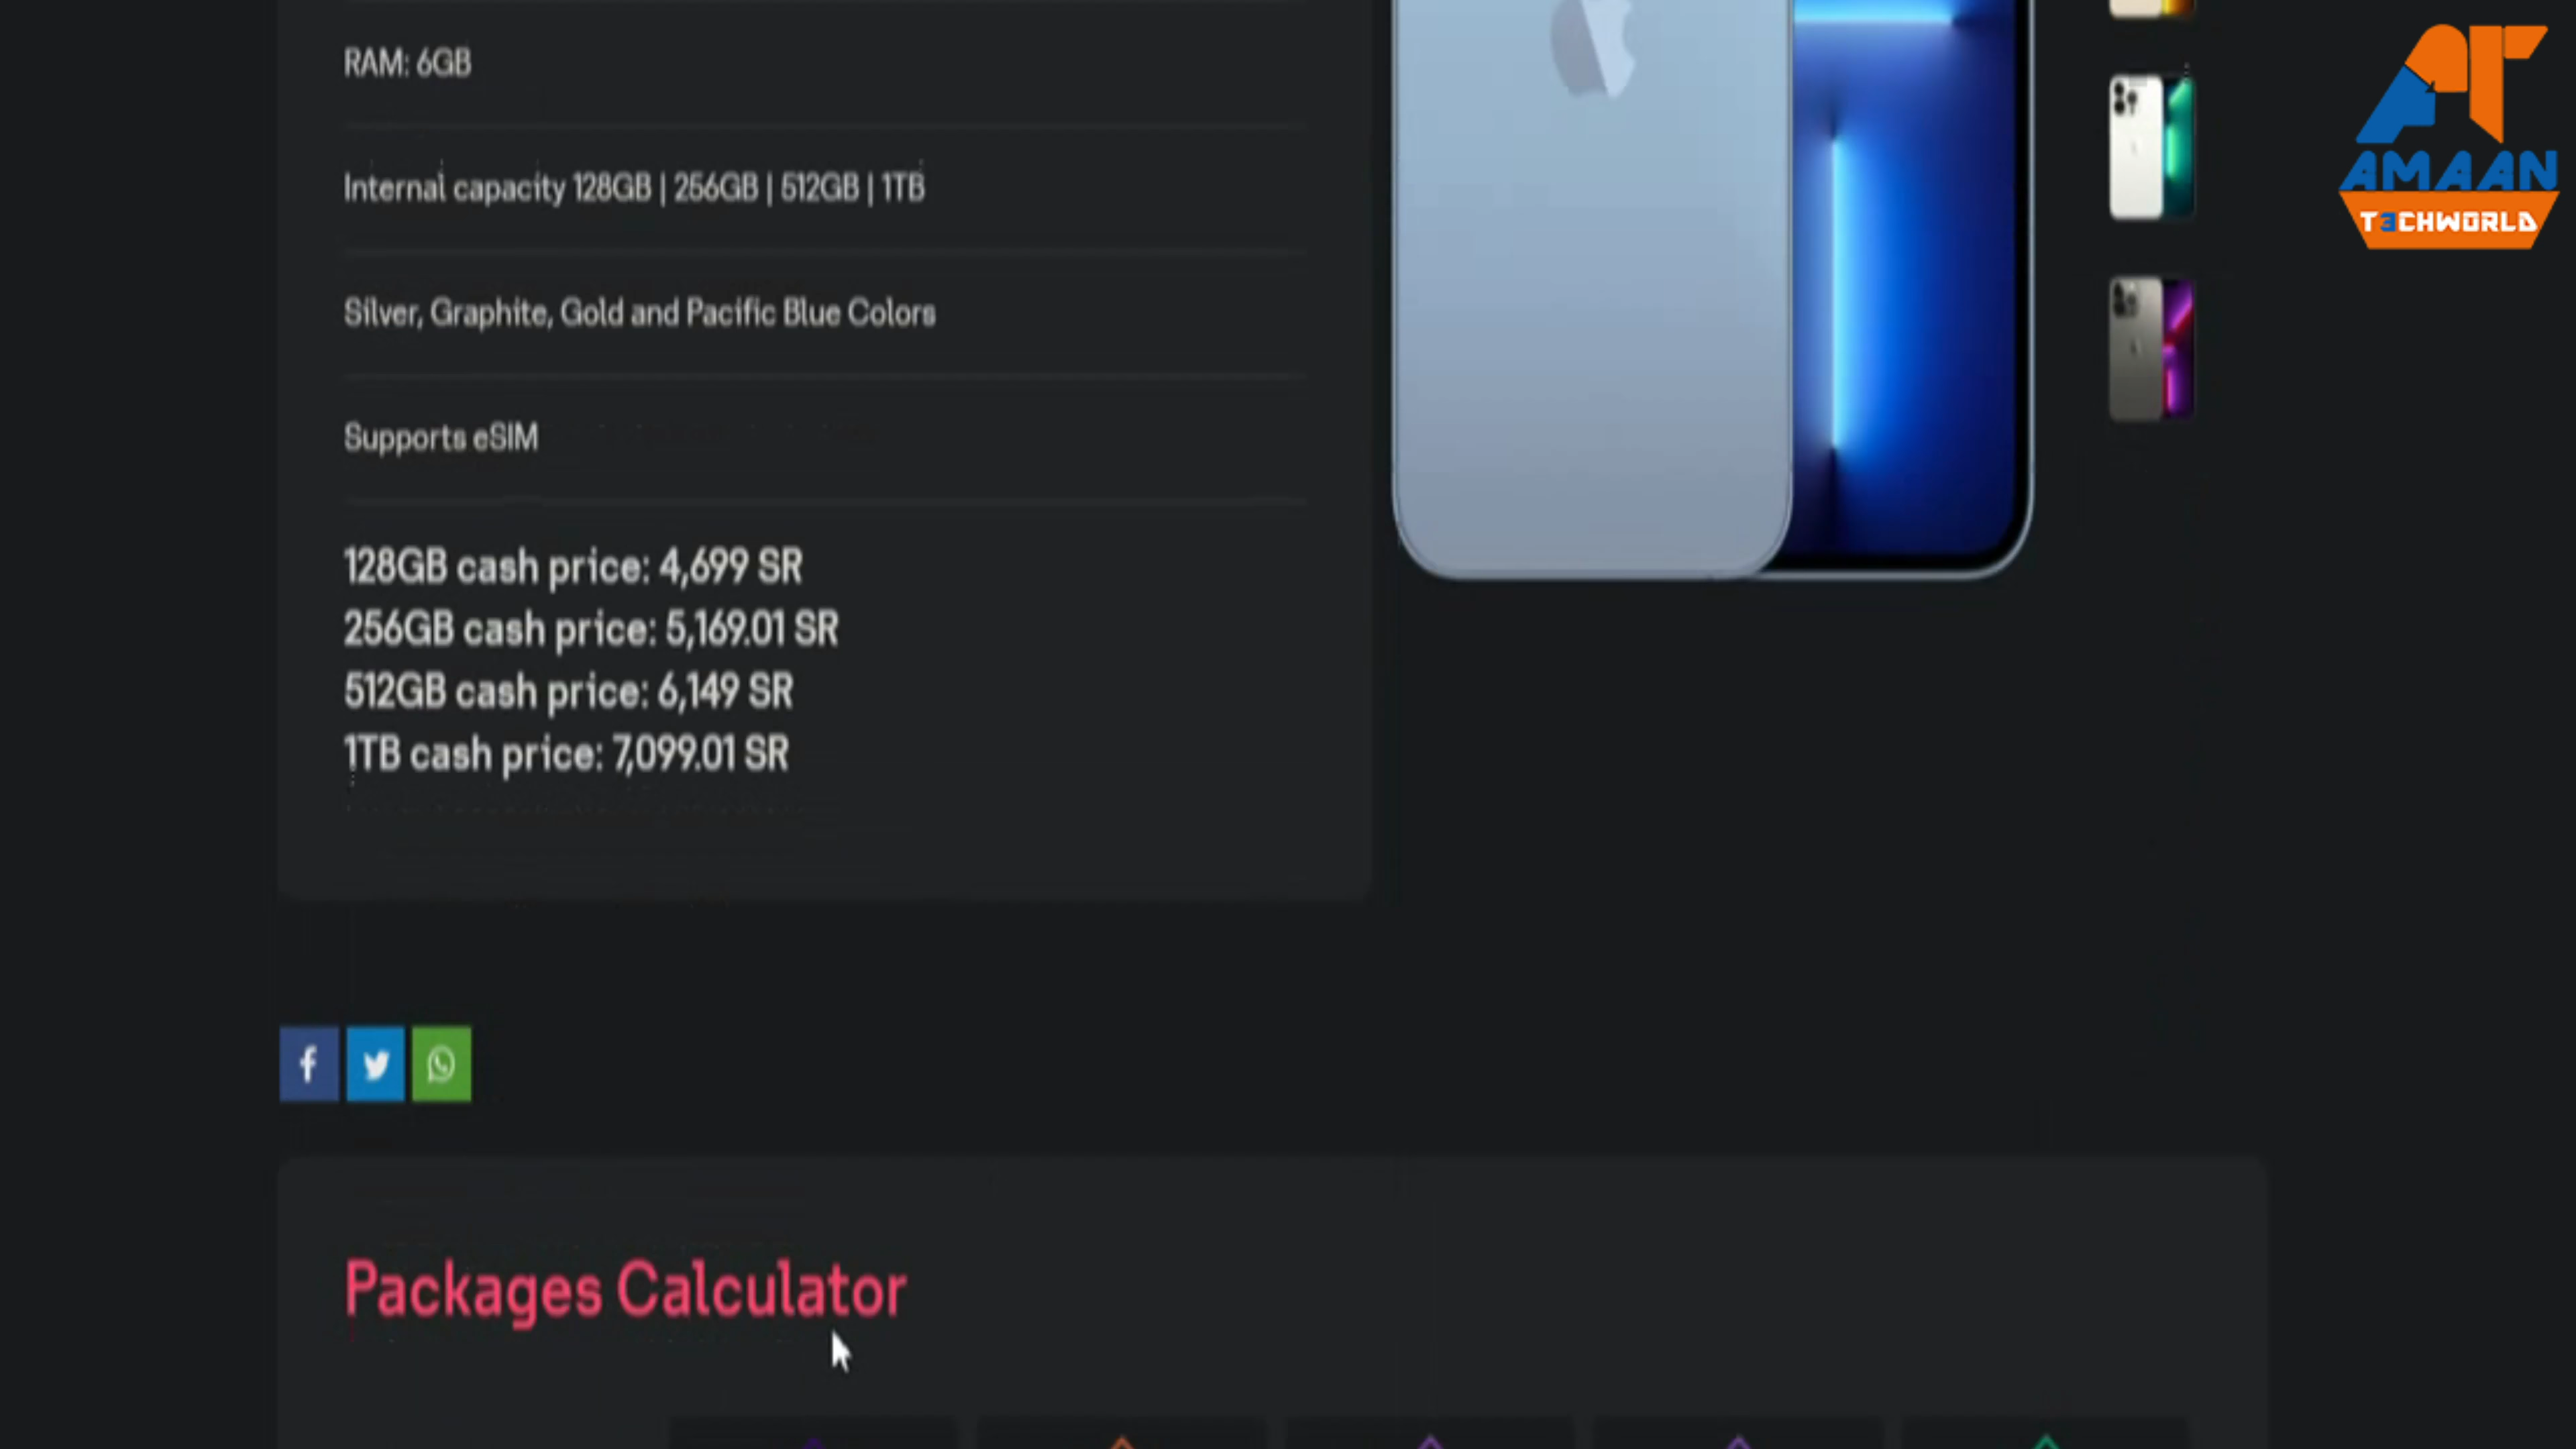 RAM: 6GB
Internal capacity 128GB | 256GB | 512GB | 1TB
Silver, Graphite, Gold and Pacific Blue Colors
Supports eSIM
128GB cash price: 4,699 SR
256GB cash price: 5,169.01 SR
512GB cash price: 6,149 SR
1TB cash price: 7,099.01 SR
Packages Calculator
AT
AMAAN
T3CHWORLD